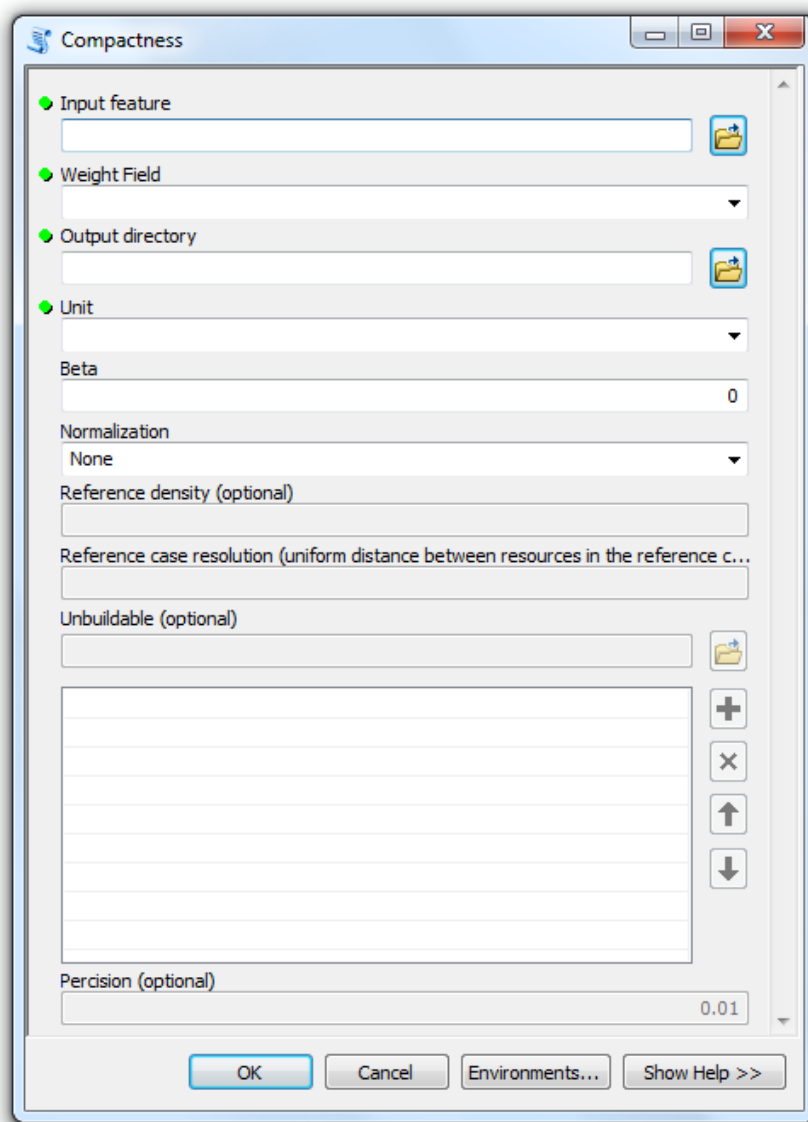 Compactness
Input feature
Weight Field
Output directory
Unit
Beta
0
Normalization
None
Reference density (optional)
Reference case resolution (uniform distance between resources in the reference c...
Unbuildable (optional)
Percision (optional)
0.01
OK Cancel Environments... Show Help >>